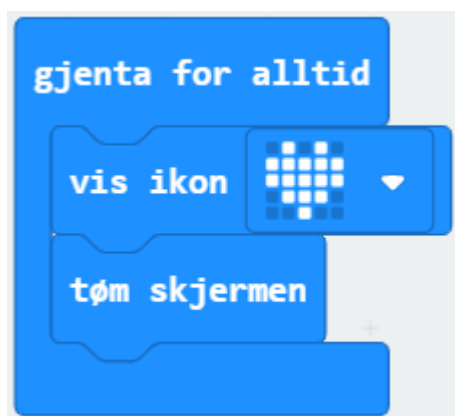 gjenta for alltid
vis ikon
tøm skjermen